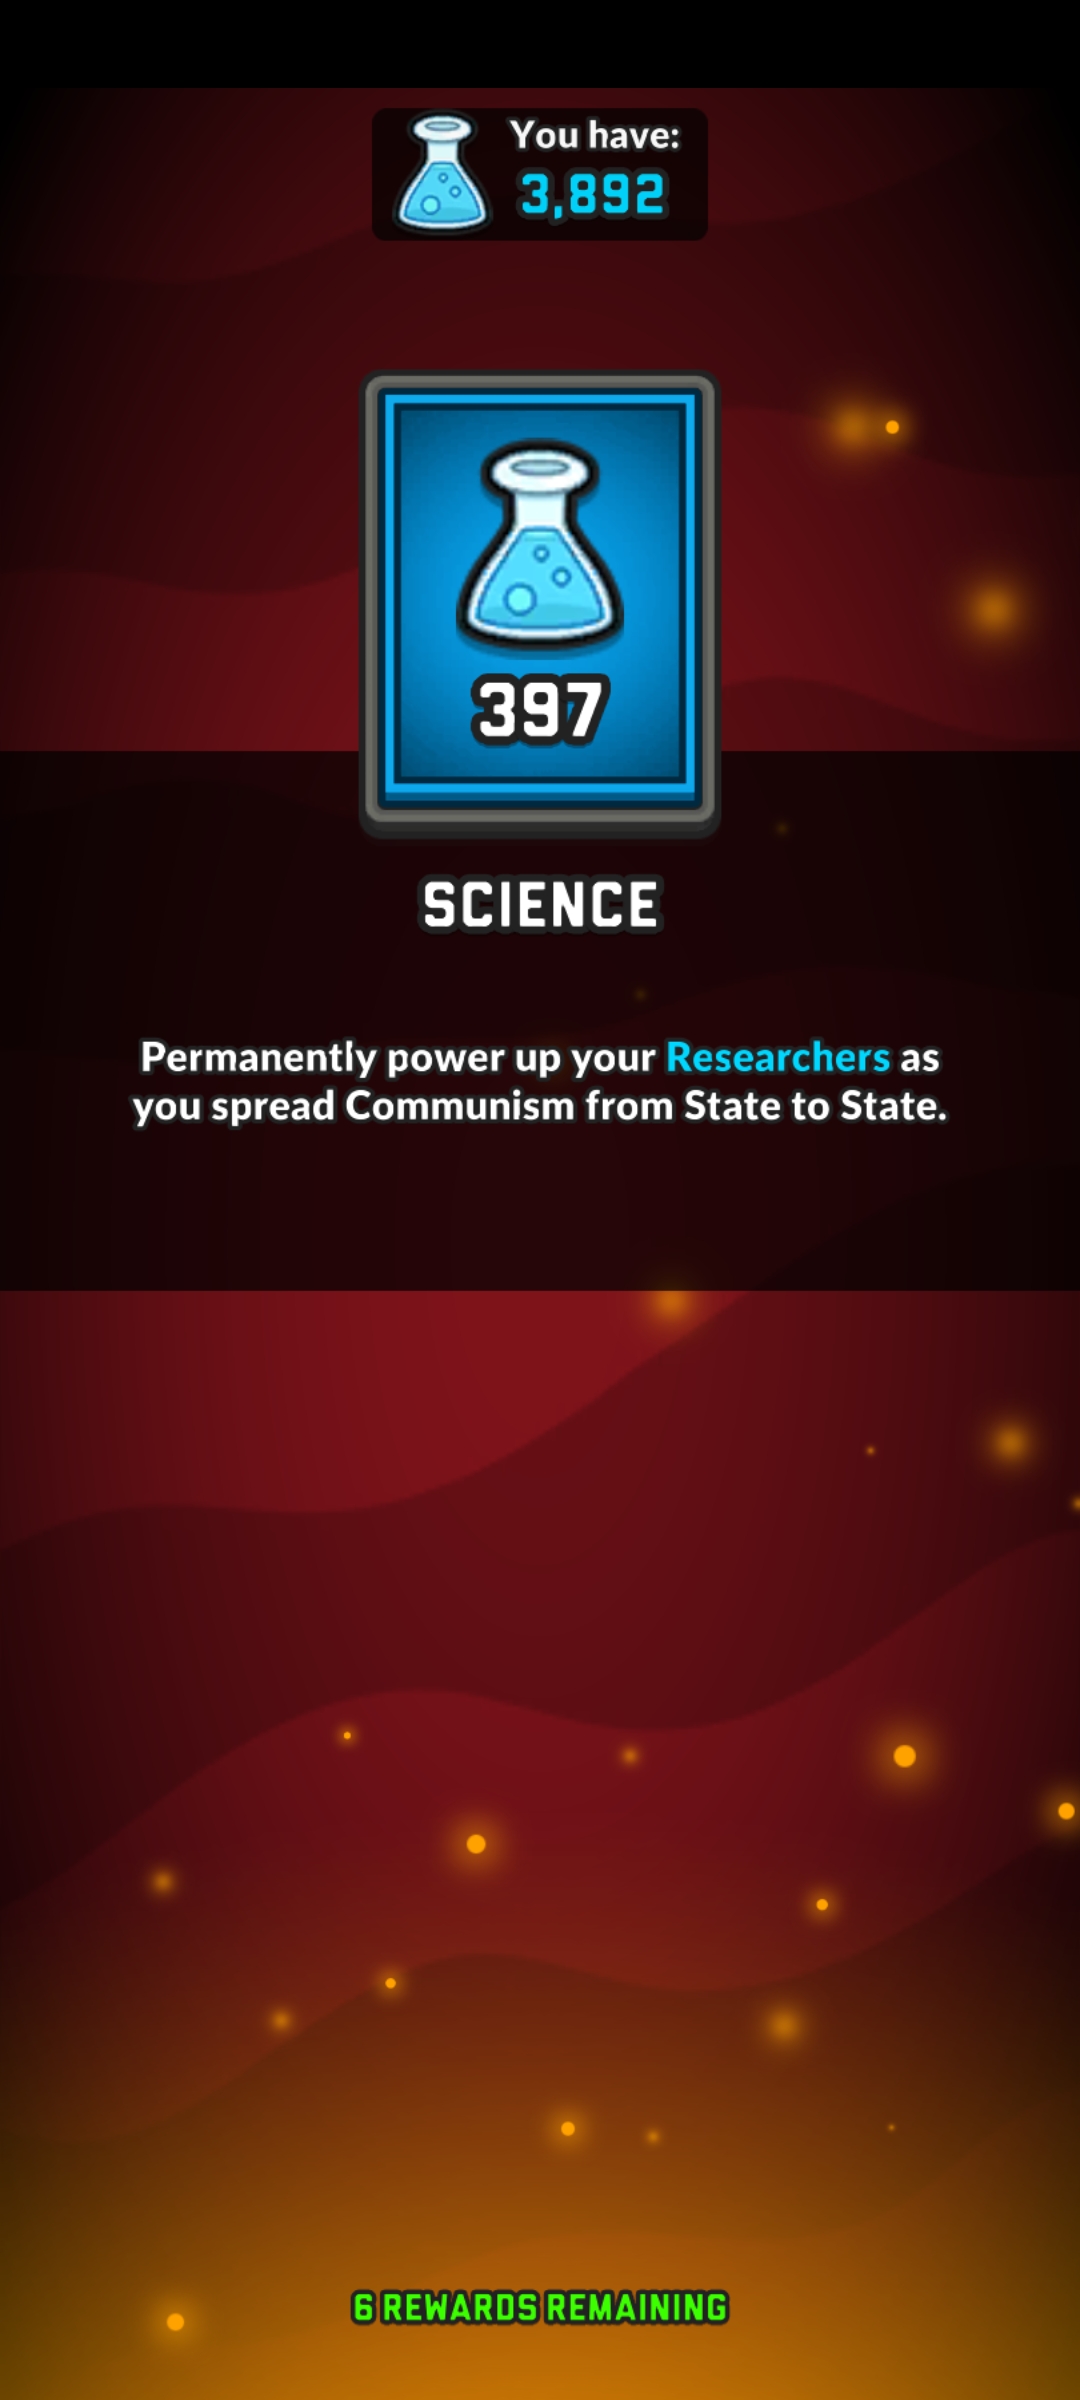 You have:
3,892
397
SCIENCE
Permanently power up your Researchers as
you spread Communism from State to State.
6 REWARDS REMAINING